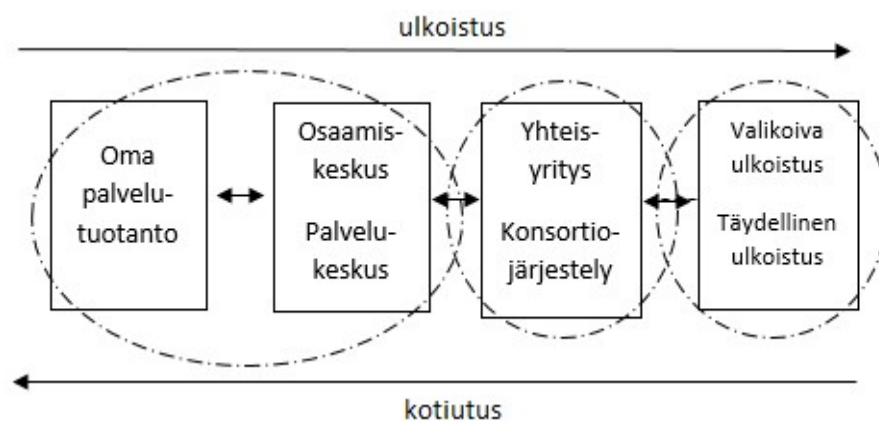 ulkoistus
Oma
palvelu-
tuotanto
Osaamis-
keskus
Palvelu-
keskus
Yhteis-
yritys
Konsortio-
järjestely
Valikoiva
ulkoistus
Täydellinen
ulkoistus
kotiutus